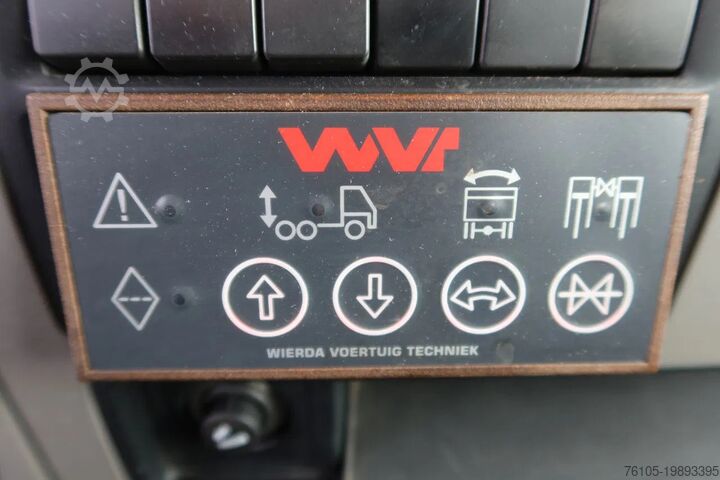 WVT
WIERDA VOERTUIG TECHNIEK
76105-19893395